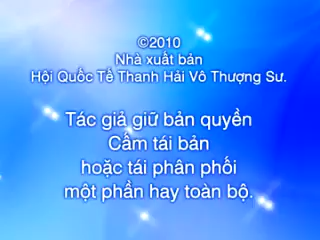 ©2010
Nhà xuất bản
Hội Quốc Tế Thanh Hải Vô Thượng Sư.
Tác giả giữ bản quyền
Cấm tái bản
hoặc tái phân phối
một phần hay toàn bộ.